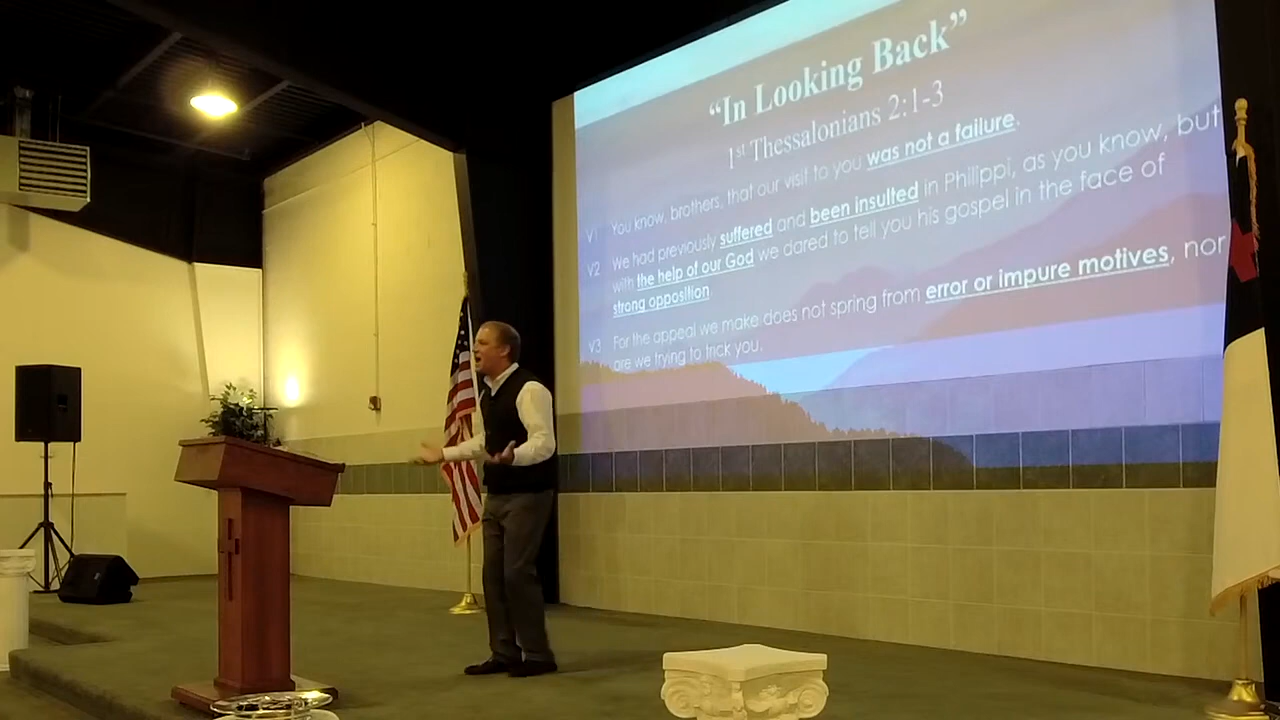 “In Looking Back”
1st Thessalonians 2:1-3
V1 You know, brothers, that our visit to you was not a failure.
V2 We had previously suffered and been insulted in Philippi, as you know, but
with the help of our God we dared to tell you his gospel in the face of
strong opposition
V3 For the appeal we make does not spring from error or impure motives, nor
are we trying to trick you.